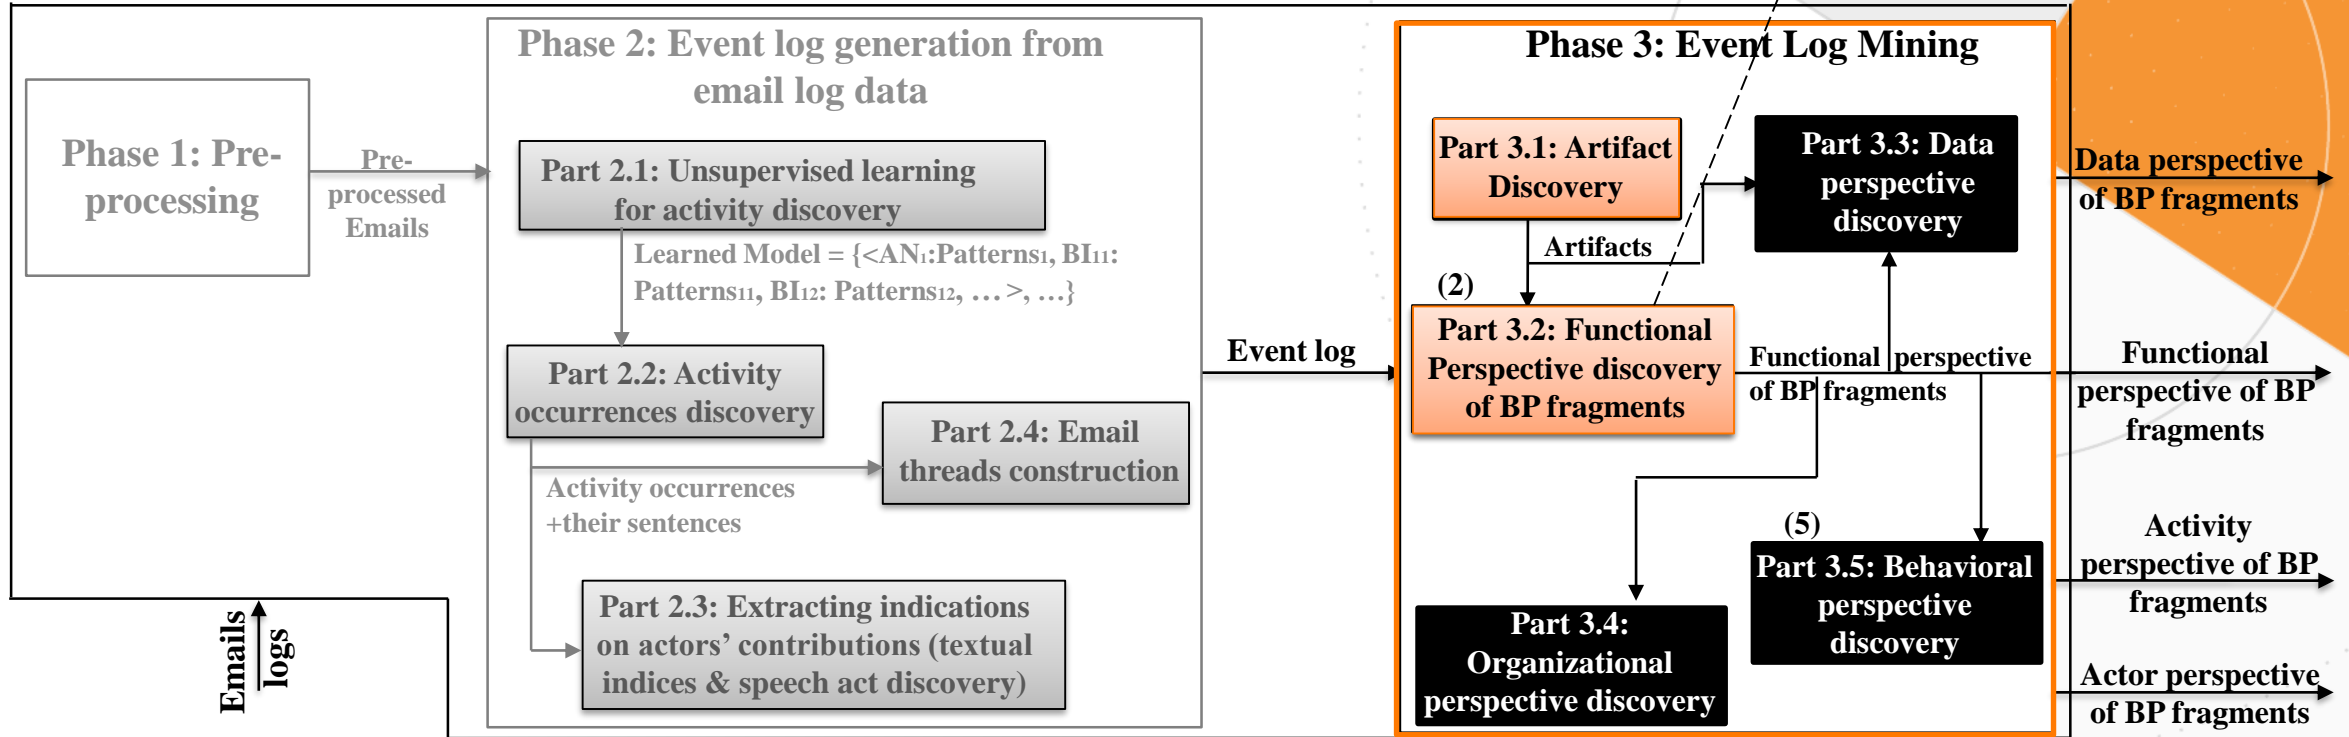 Phase 1: Pre-
processing
Pre-
processed
Emails
Emails
logs
Phase 2: Event log generation from
email log data
Part 2.1: Unsupervised learning
for activity discovery
Learned Model = {<AN₁:Patterns₁, BI₁₁:
Patterns₁₁, BI₁₂: Patterns₁₂, … >, …}
Part 2.2: Activity
occurrences discovery
Part 2.4: Email
threads construction
Activity occurrences
+their sentences
Part 2.3: Extracting indications
on actors’ contributions (textual
indices & speech act discovery)
Event log
Phase 3: Event Log Mining
Part 3.1: Artifact
Discovery
Artifacts
Part 3.3: Data
perspective
discovery
(2)
Part 3.2: Functional
Perspective discovery
of BP fragments
Functional perspective
of BP fragments
Part 3.4:
Organizational
perspective discovery
(5)
Part 3.5: Behavioral
perspective
discovery
Data perspective
of BP fragments
Functional
perspective of BP
fragments
Activity
perspective of BP
fragments
Actor perspective
of BP fragments